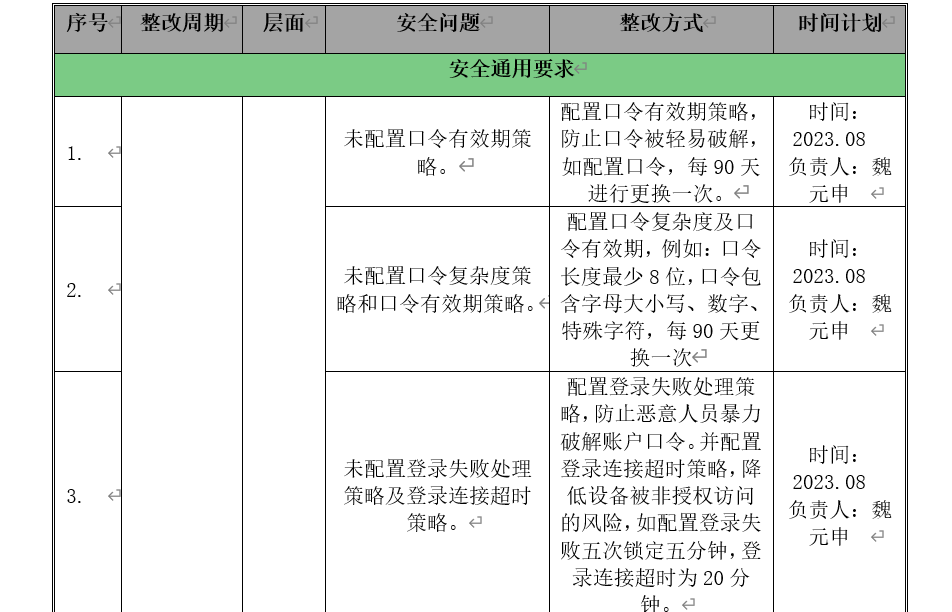 序号 整改周期 层面 安全问题 整改方式 时间计划
安全通用要求
1.
未配置口令有效期策
略。
配置口令有效期策略，
防止口令被轻易破解，
如配置口令，每 90 天
进行更换一次。
时间：
2023.08
负责人：魏
元申
2.
未配置口令复杂度策
略和口令有效期策略。
配置口令复杂度及口
令有效期，例如：口令
长度最少 8 位，口令包
含字母大小写、数字、
特殊字符，每 90 天更
换一次
时间：
2023.08
负责人：魏
元申
3.
未配置登录失败处理
策略及登录连接超时
策略。
配置登录失败处理策
略，防止恶意人员暴力
破解账户口令。并配置
登录连接超时策略，降
低设备被非授权访问
的风险，如配置登录失
败五次锁定五分钟，登
录连接超时为 20 分
钟。
时间：
2023.08
负责人：魏
元申